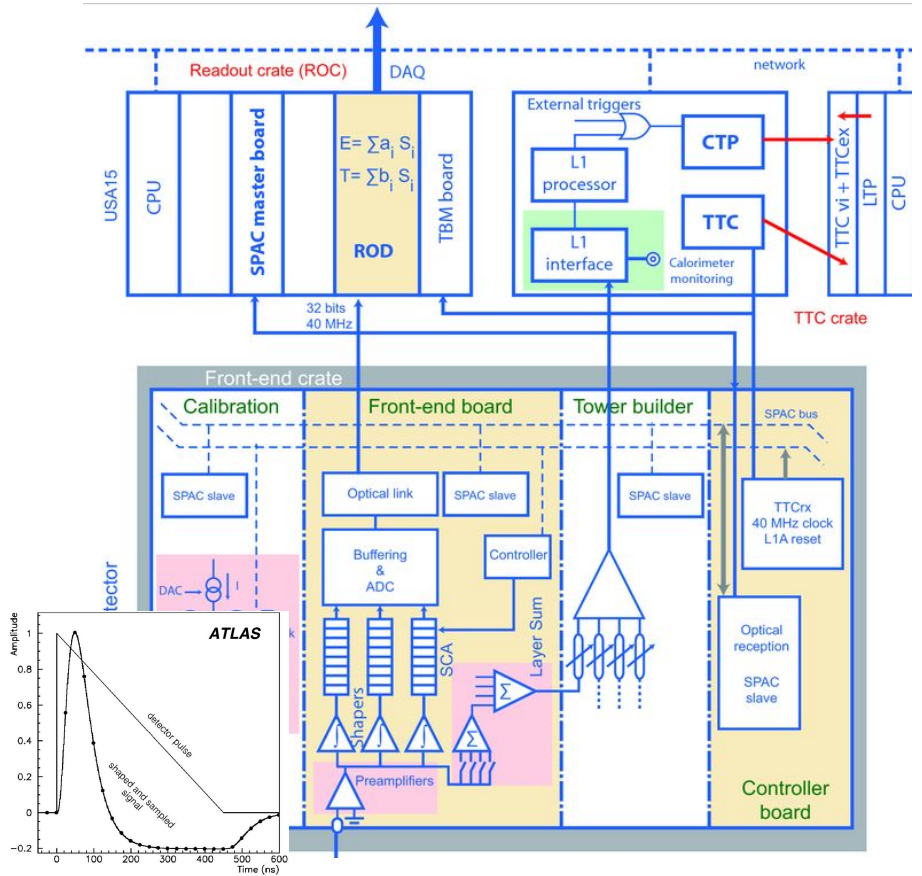 Readout crate (ROC)
DAQ
network
USA15
CPU
SPAC master board
E= ∑aᵢ Sᵢ
T= ∑bᵢ Sᵢ
ROD
TBM board
External triggers
L1
processor
L1
interface
CTP
TTC
Calorimeter
monitoring
TTC vi + TTCex
LTP
CPU
32 bits
40 MHz
TTC crate
Front-end crate
Calibration
Front-end board
Tower builder
SPAC bus
SPAC slave
Optical link
SPAC slave
SPAC slave
TTCrx
40 MHz clock
L1A reset
Buffering
&
ADC
Controller
DAC
I
SCA
Layer Sum
Shapers
∫
∫
∫
Σ
Σ
Preamplifiers
Optical
reception
SPAC
slave
Controller
board
tector
k
Amplitude
ATLAS
1
0.8
0.6
0.4
0.2
0
-0.2
detector pulse
shaped and sampled
signal
0
100
200
300
400
500
600
Time (ns)